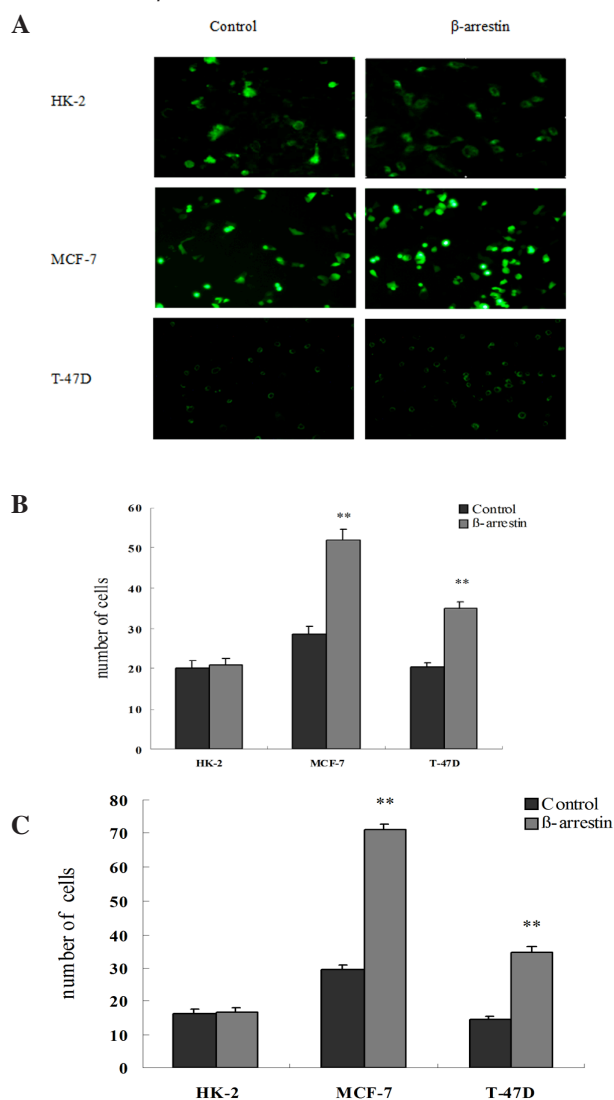 A
Control β-arrestin
HK-2
MCF-7
T-47D
B
60
50
40
30
20
10
0
number of cells
Control
ß-arrestin
**
**
HK-2 MCF-7 T-47D
C
80
70
60
50
40
30
20
10
0
number of cells
Control
ß-arrestin
**
**
HK-2 MCF-7 T-47D